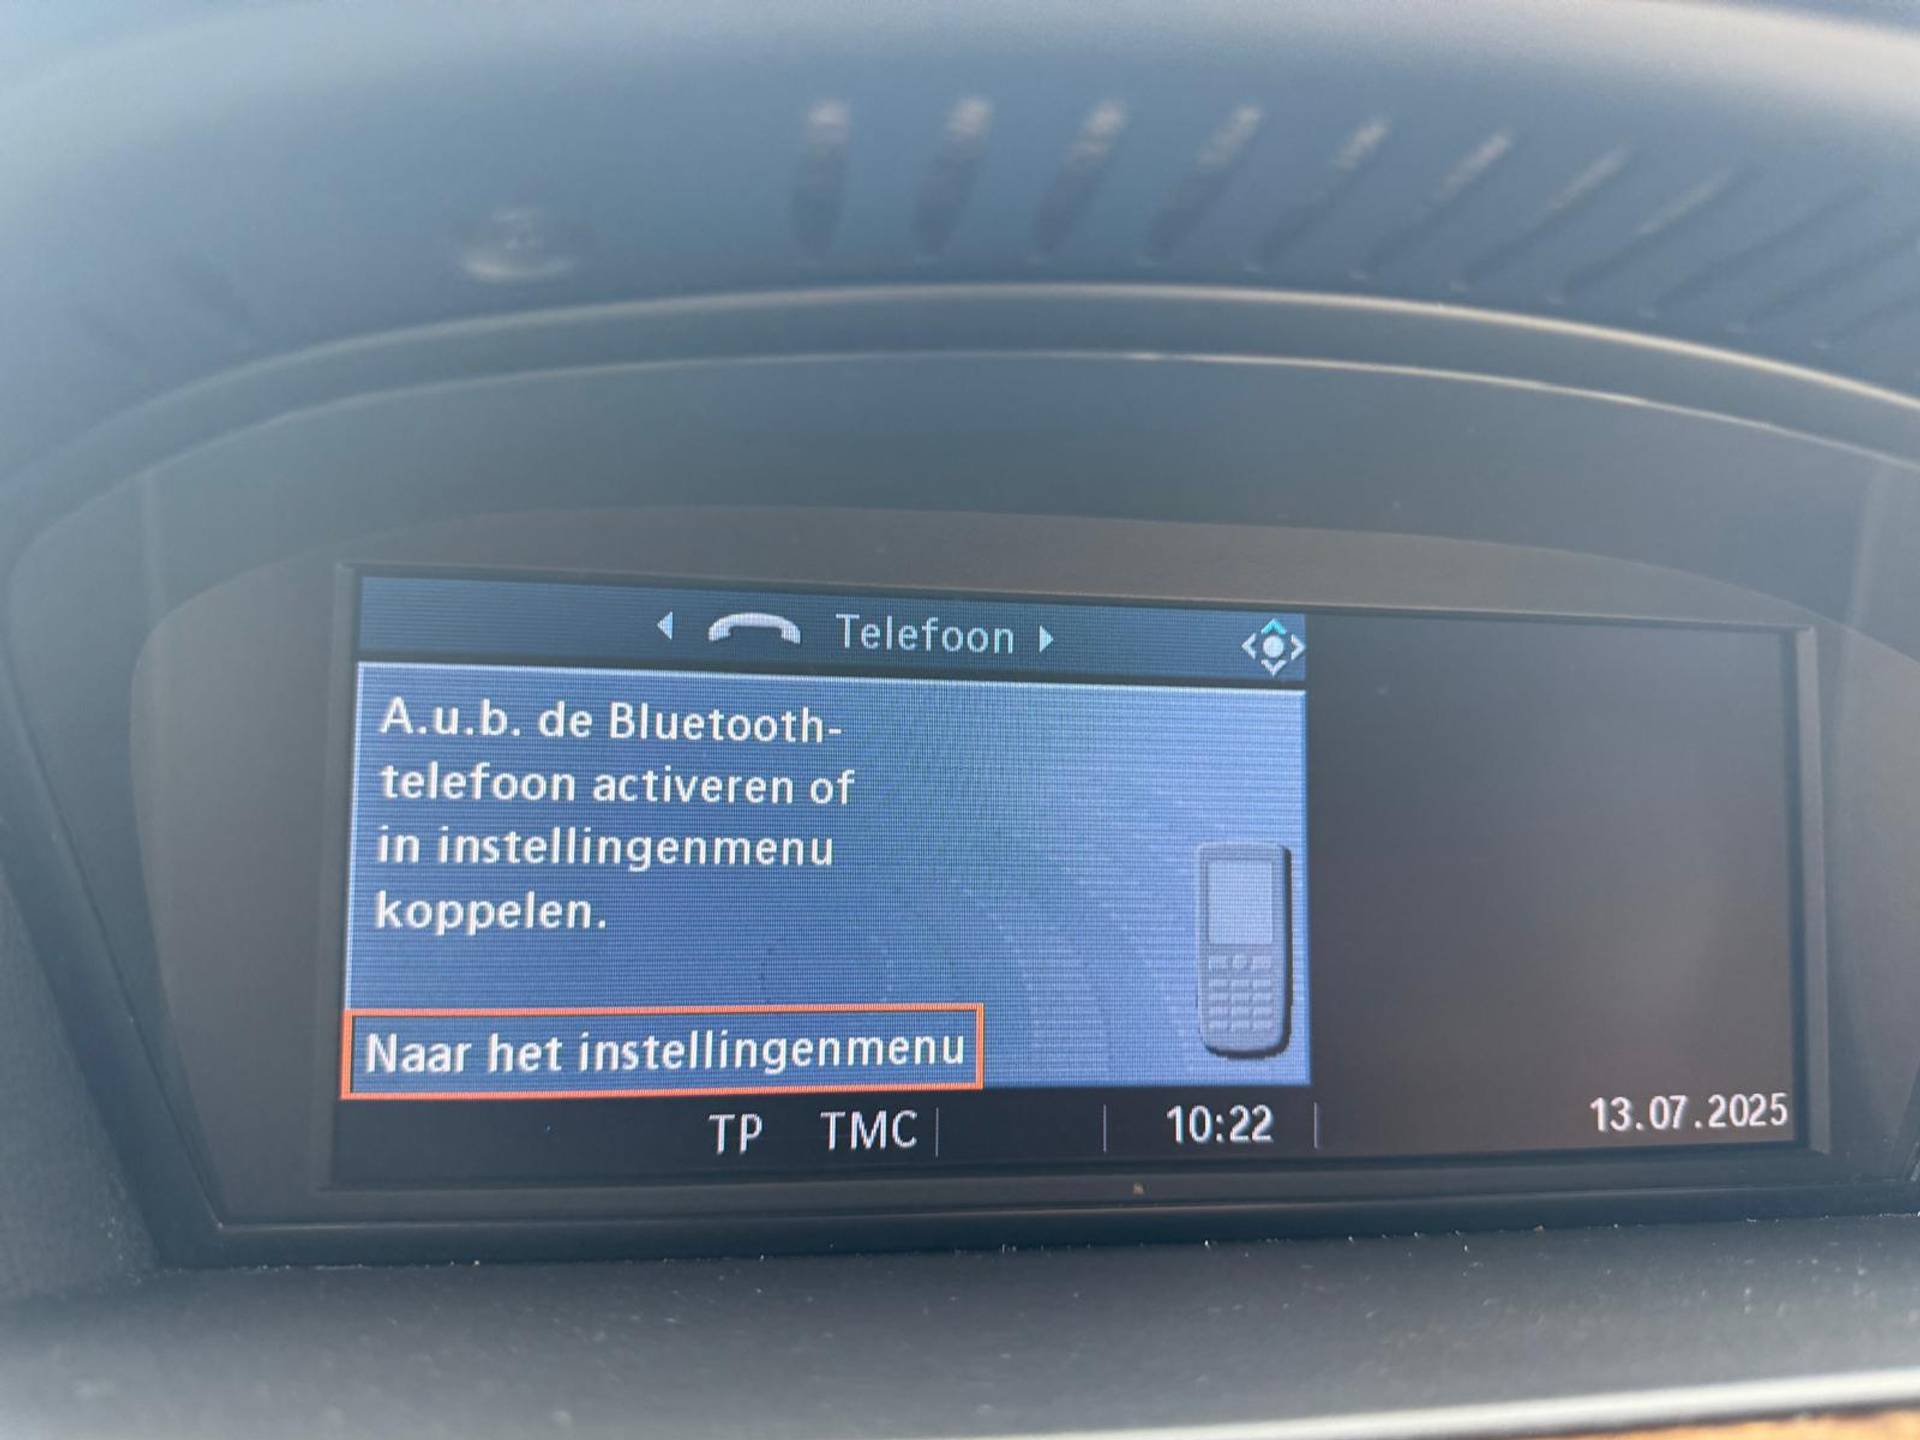 Telefoon
A.u.b. de Bluetooth-
telefoon activeren of
in instellingenmenu
koppelen.
Naar het instellingenmenu
TP TMC 10:22 13.07.2025